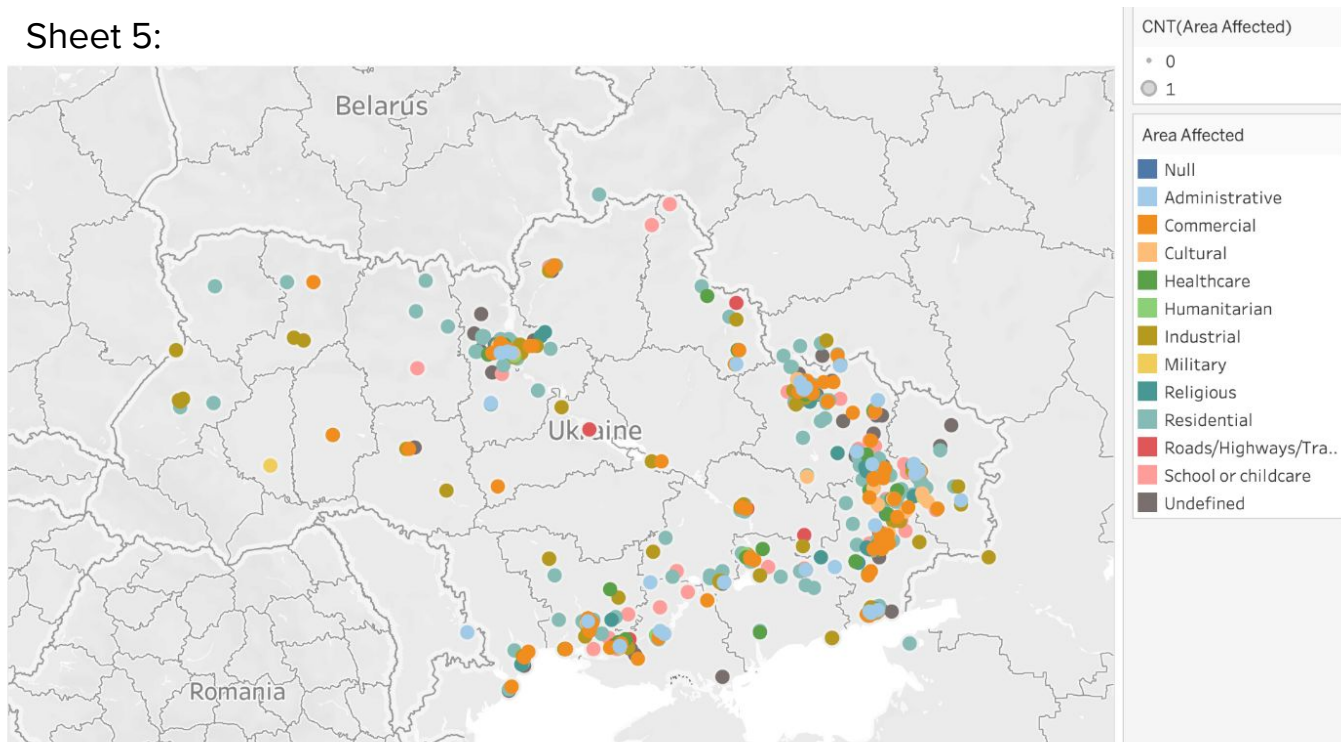 Sheet 5:
Belarus
Ukraine
Romania
CNT(Area Affected)
0
1
Area Affected
Null
Administrative
Commercial
Cultural
Healthcare
Humanitarian
Industrial
Military
Religious
Residential
Roads/Highways/Tra..
School or childcare
Undefined